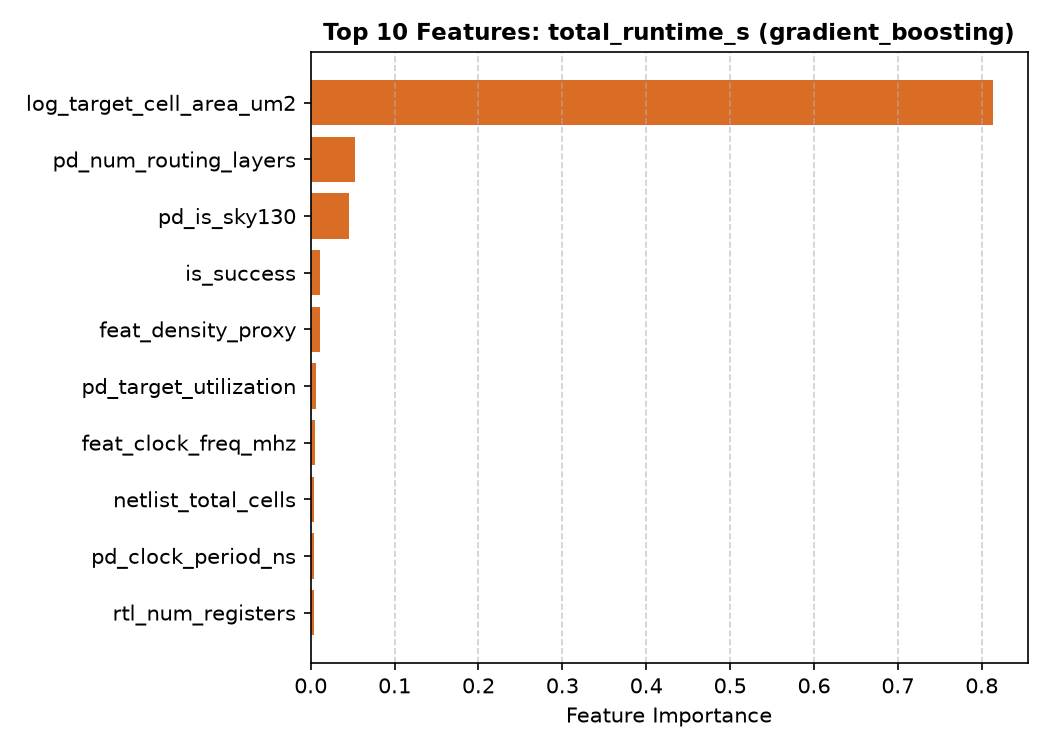 Top 10 Features: total_runtime_s (gradient_boosting)
log_target_cell_area_um2
pd_num_routing_layers
pd_is_sky130
is_success
feat_density_proxy
pd_target_utilization
feat_clock_freq_mhz
netlist_total_cells
pd_clock_period_ns
rtl_num_registers
0.0 0.1 0.2 0.3 0.4 0.5 0.6 0.7 0.8
Feature Importance